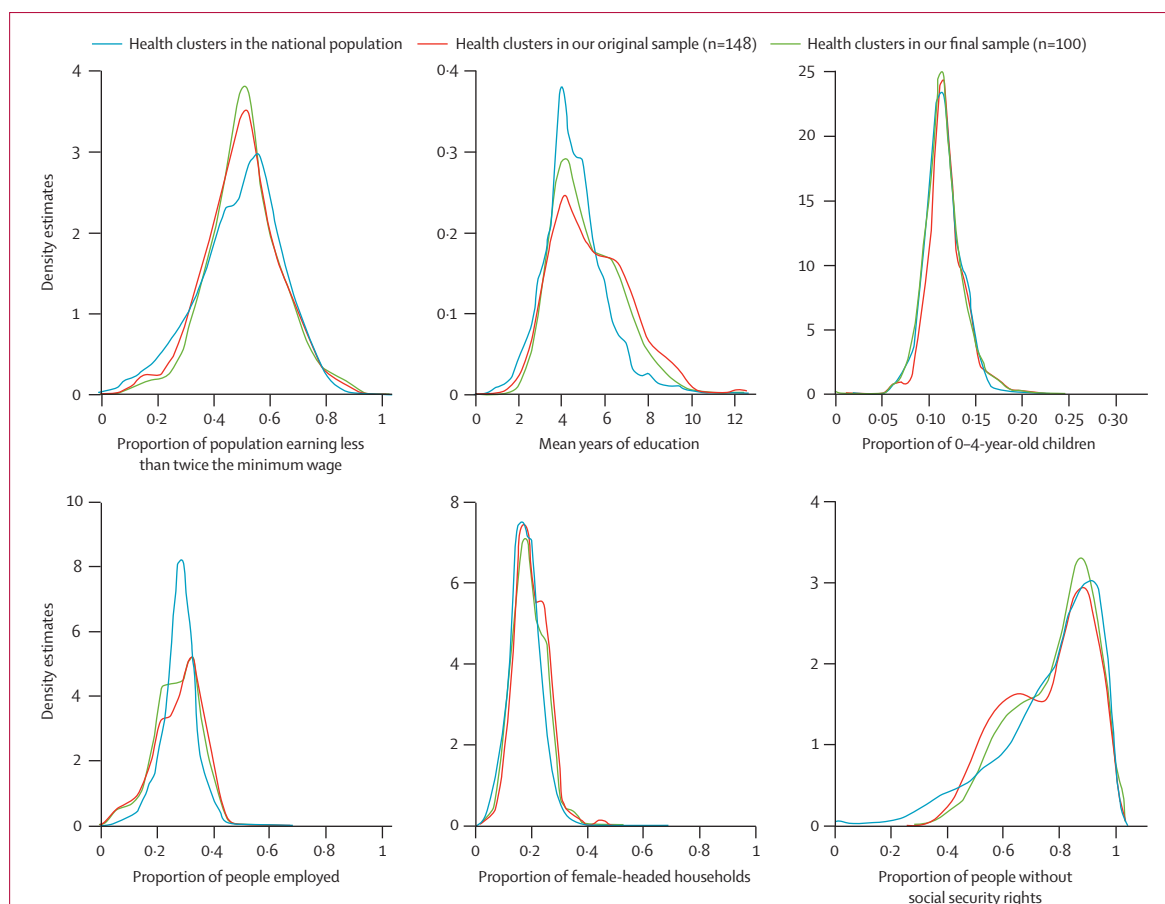 Health clusters in the national population Health clusters in our original sample (n=148) Health clusters in our final sample (n=100)
4 0·4 25
20
3 0·3
15
2 0·2
10
1 0·1
5
0 0 0
0 0·2 0·4 0·6 0·8 1 0 2 4 6 8 10 12 0 0·05 0·10 0·15 0·20 0·25 0·30
Density estimates
Proportion of population earning less
than twice the minimum wage
Mean years of education
Proportion of 0–4-year-old children
10 8 4
8
6 3
6
4 2
4
2 1
2
0 0 0
0 0·2 0·4 0·6 0·8 1 0 0·2 0·4 0·6 0·8 1 0 0·2 0·4 0·6 0·8 1
Density estimates
Proportion of people employed
Proportion of female-headed households
Proportion of people without
social security rights